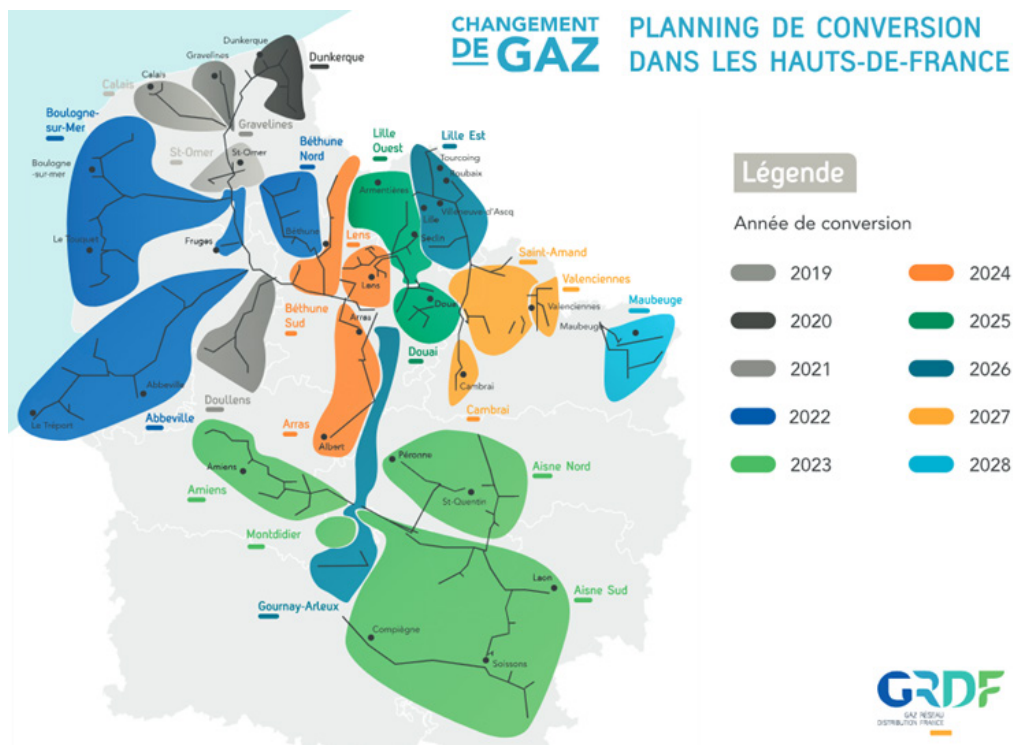 CHANGEMENT
DE GAZ
PLANNING DE CONVERSION
DANS LES HAUTS-DE-FRANCE
Dunkerque
Dunkerque
Gravelines
Calais
Calais
Gravelines
Boulogne-
sur-Mer
St-Omer
St-Omer
Béthune
Nord
Lille
Ouest
Lille Est
Tourcoing
Roubaix
Boulogne
-sur-mer
Armentières
Villeneuve-d'Ascq
Lille
Le Touquet
Fruges
Béthune
Lens
Seclin
Saint-Amand
Lens
Valenciennes
Béthune
Sud
Douai
Valenciennes
Maubeuge
Arras
Maubeuge
Douai
Cambrai
Abbeville
Doullens
Cambrai
Le Tréport
Abbeville
Arras
Albert
Péronne
Aisne Nord
Amiens
Amiens
St-Quentin
Montdidier
Laon
Aisne Sud
Gournay-Arleux
Compiègne
Soissons
Légende
Année de conversion
2019
2024
2020
2025
2021
2026
2022
2027
2023
2028
GRDF
GAZ RÉSEAU
DISTRIBUTION FRANCE